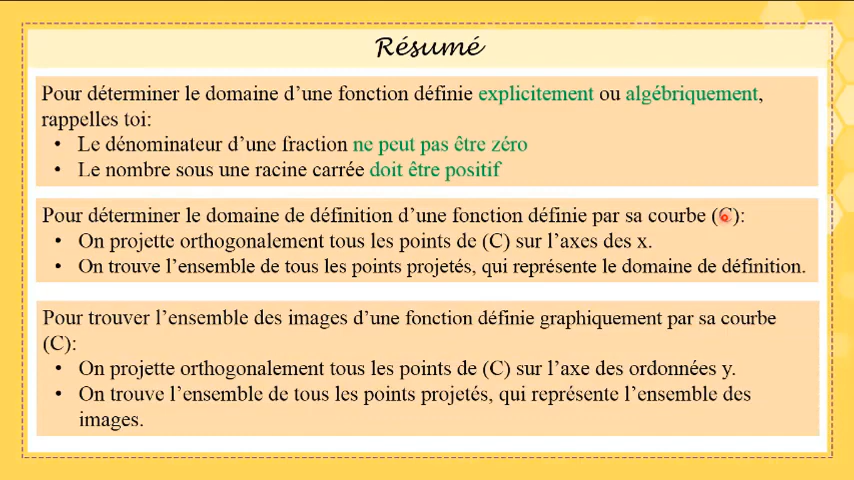 Résumé
Pour déterminer le domaine d’une fonction définie explicitement ou algébriquement,
rappelles toi:
• Le dénominateur d’une fraction ne peut pas être zéro
• Le nombre sous une racine carrée doit être positif
Pour déterminer le domaine de définition d’une fonction définie par sa courbe (C):
• On projette orthogonalement tous les points de (C) sur l’axes des x.
• On trouve l’ensemble de tous les points projetés, qui représente le domaine de définition.
Pour trouver l’ensemble des images d’une fonction définie graphiquement par sa courbe
(C):
• On projette orthogonalement tous les points de (C) sur l’axe des ordonnées y.
• On trouve l’ensemble de tous les points projetés, qui représente l’ensemble des
images.